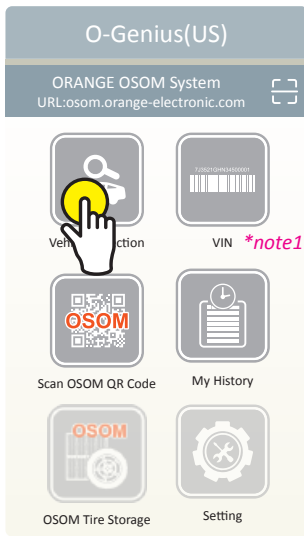 O-Genius(US)
ORANGE OSOM System
URL:osom.orange-electronic.com
7J3521GHN34500001
VIN *note1
OSOM
Scan OSOM QR Code
My History
OSOM
OSOM Tire Storage
Setting